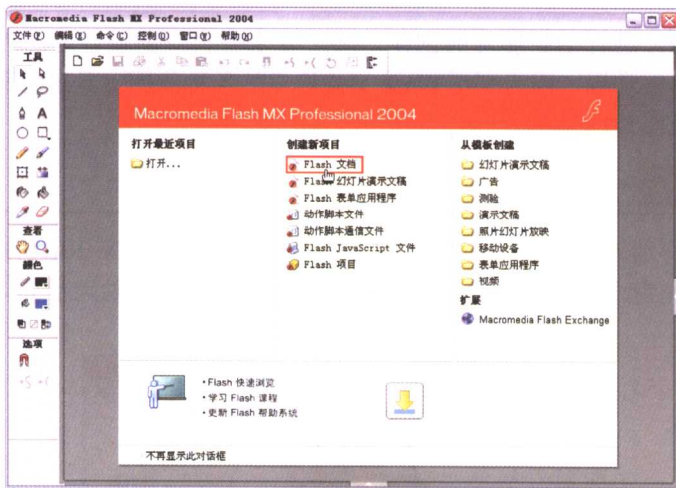 Macromedia Flash MX Professional 2004
文件(F) 编辑(E) 命令(C) 控制(O) 窗口(W) 帮助(H)
工具
查看
颜色
选项
Macromedia Flash MX Professional 2004
打开最近项目
打开...
创建新项目
Flash 文档
Flash 幻灯片演示文稿
Flash 表单应用程序
动作脚本文件
动作脚本通信文件
Flash JavaScript 文件
Flash 项目
从模板创建
幻灯片演示文稿
广告
测验
演示文稿
照片幻灯片放映
移动设备
表单应用程序
视频
扩展
Macromedia Flash Exchange
•Flash 快速浏览
•学习 Flash 课程
•更新 Flash 帮助系统
不再显示此对话框